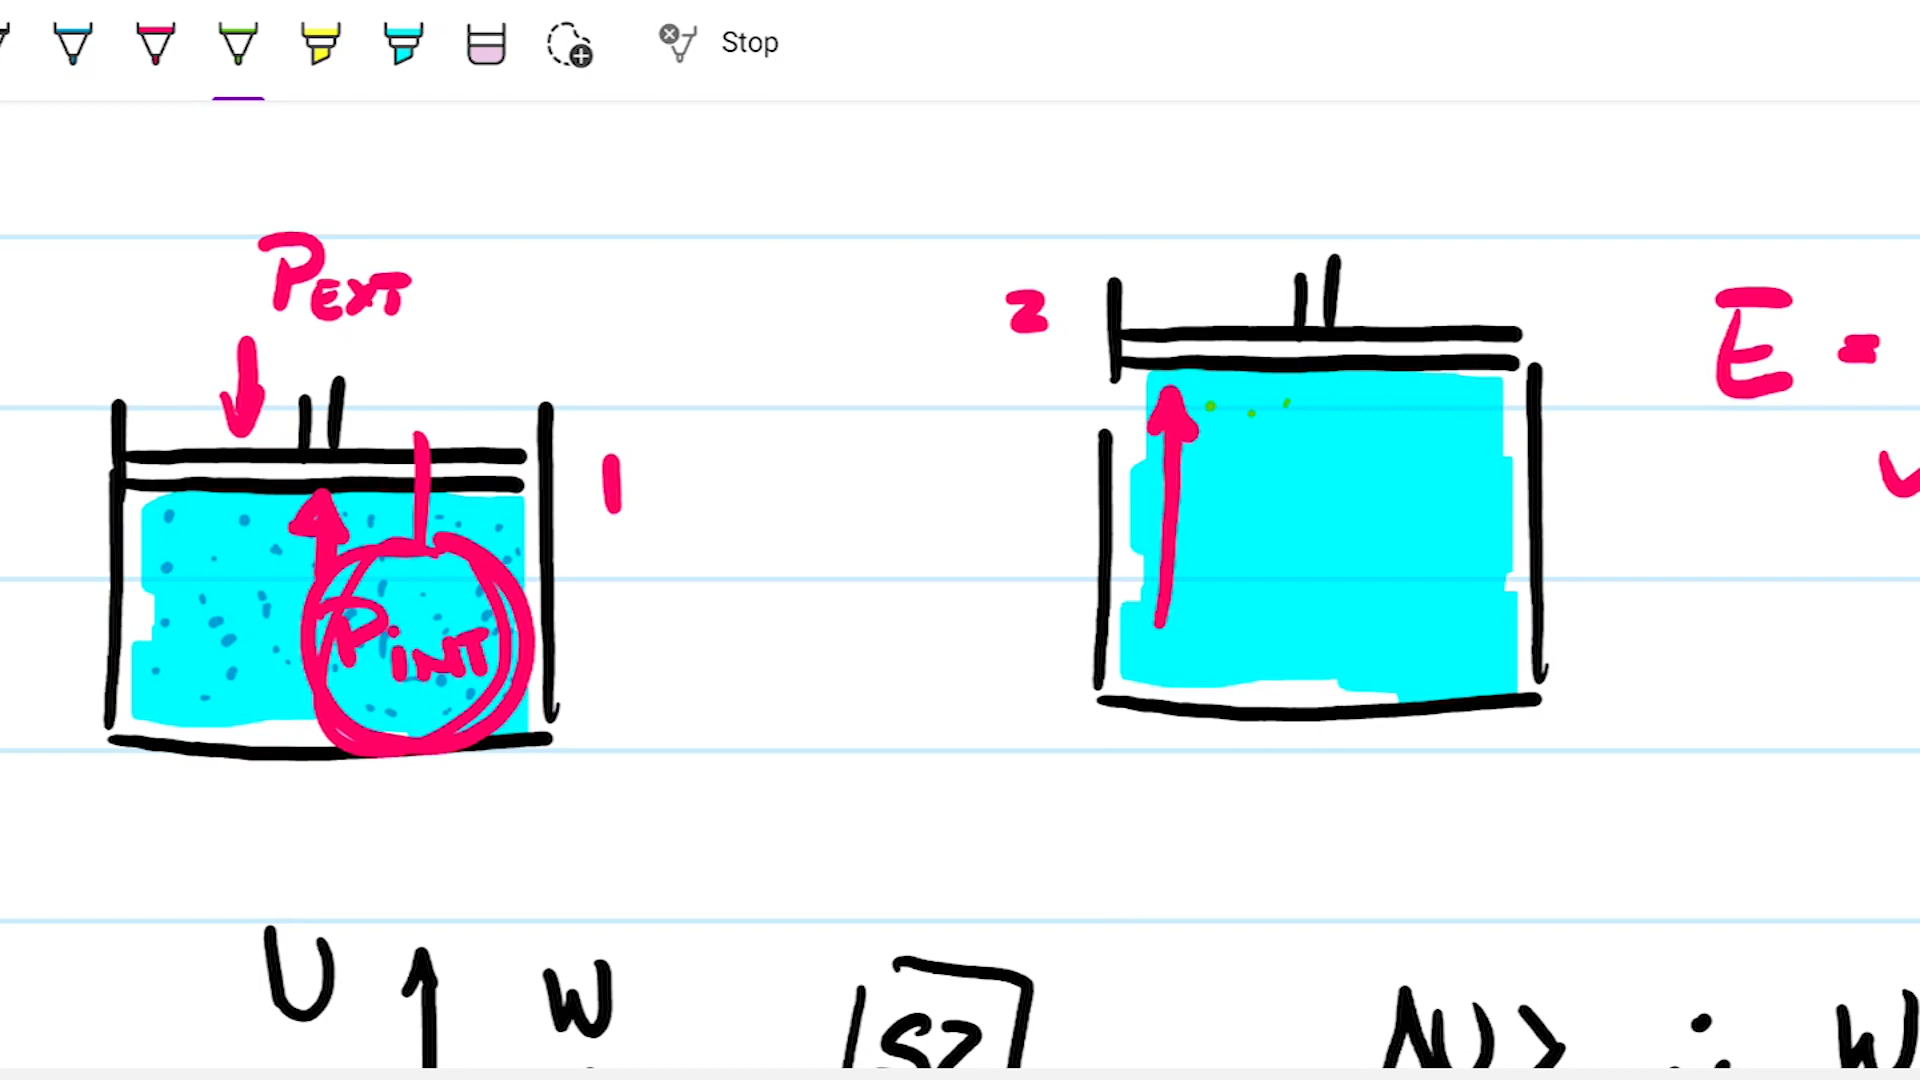 Stop
PEXT
2
E =
1
PiNT
U W